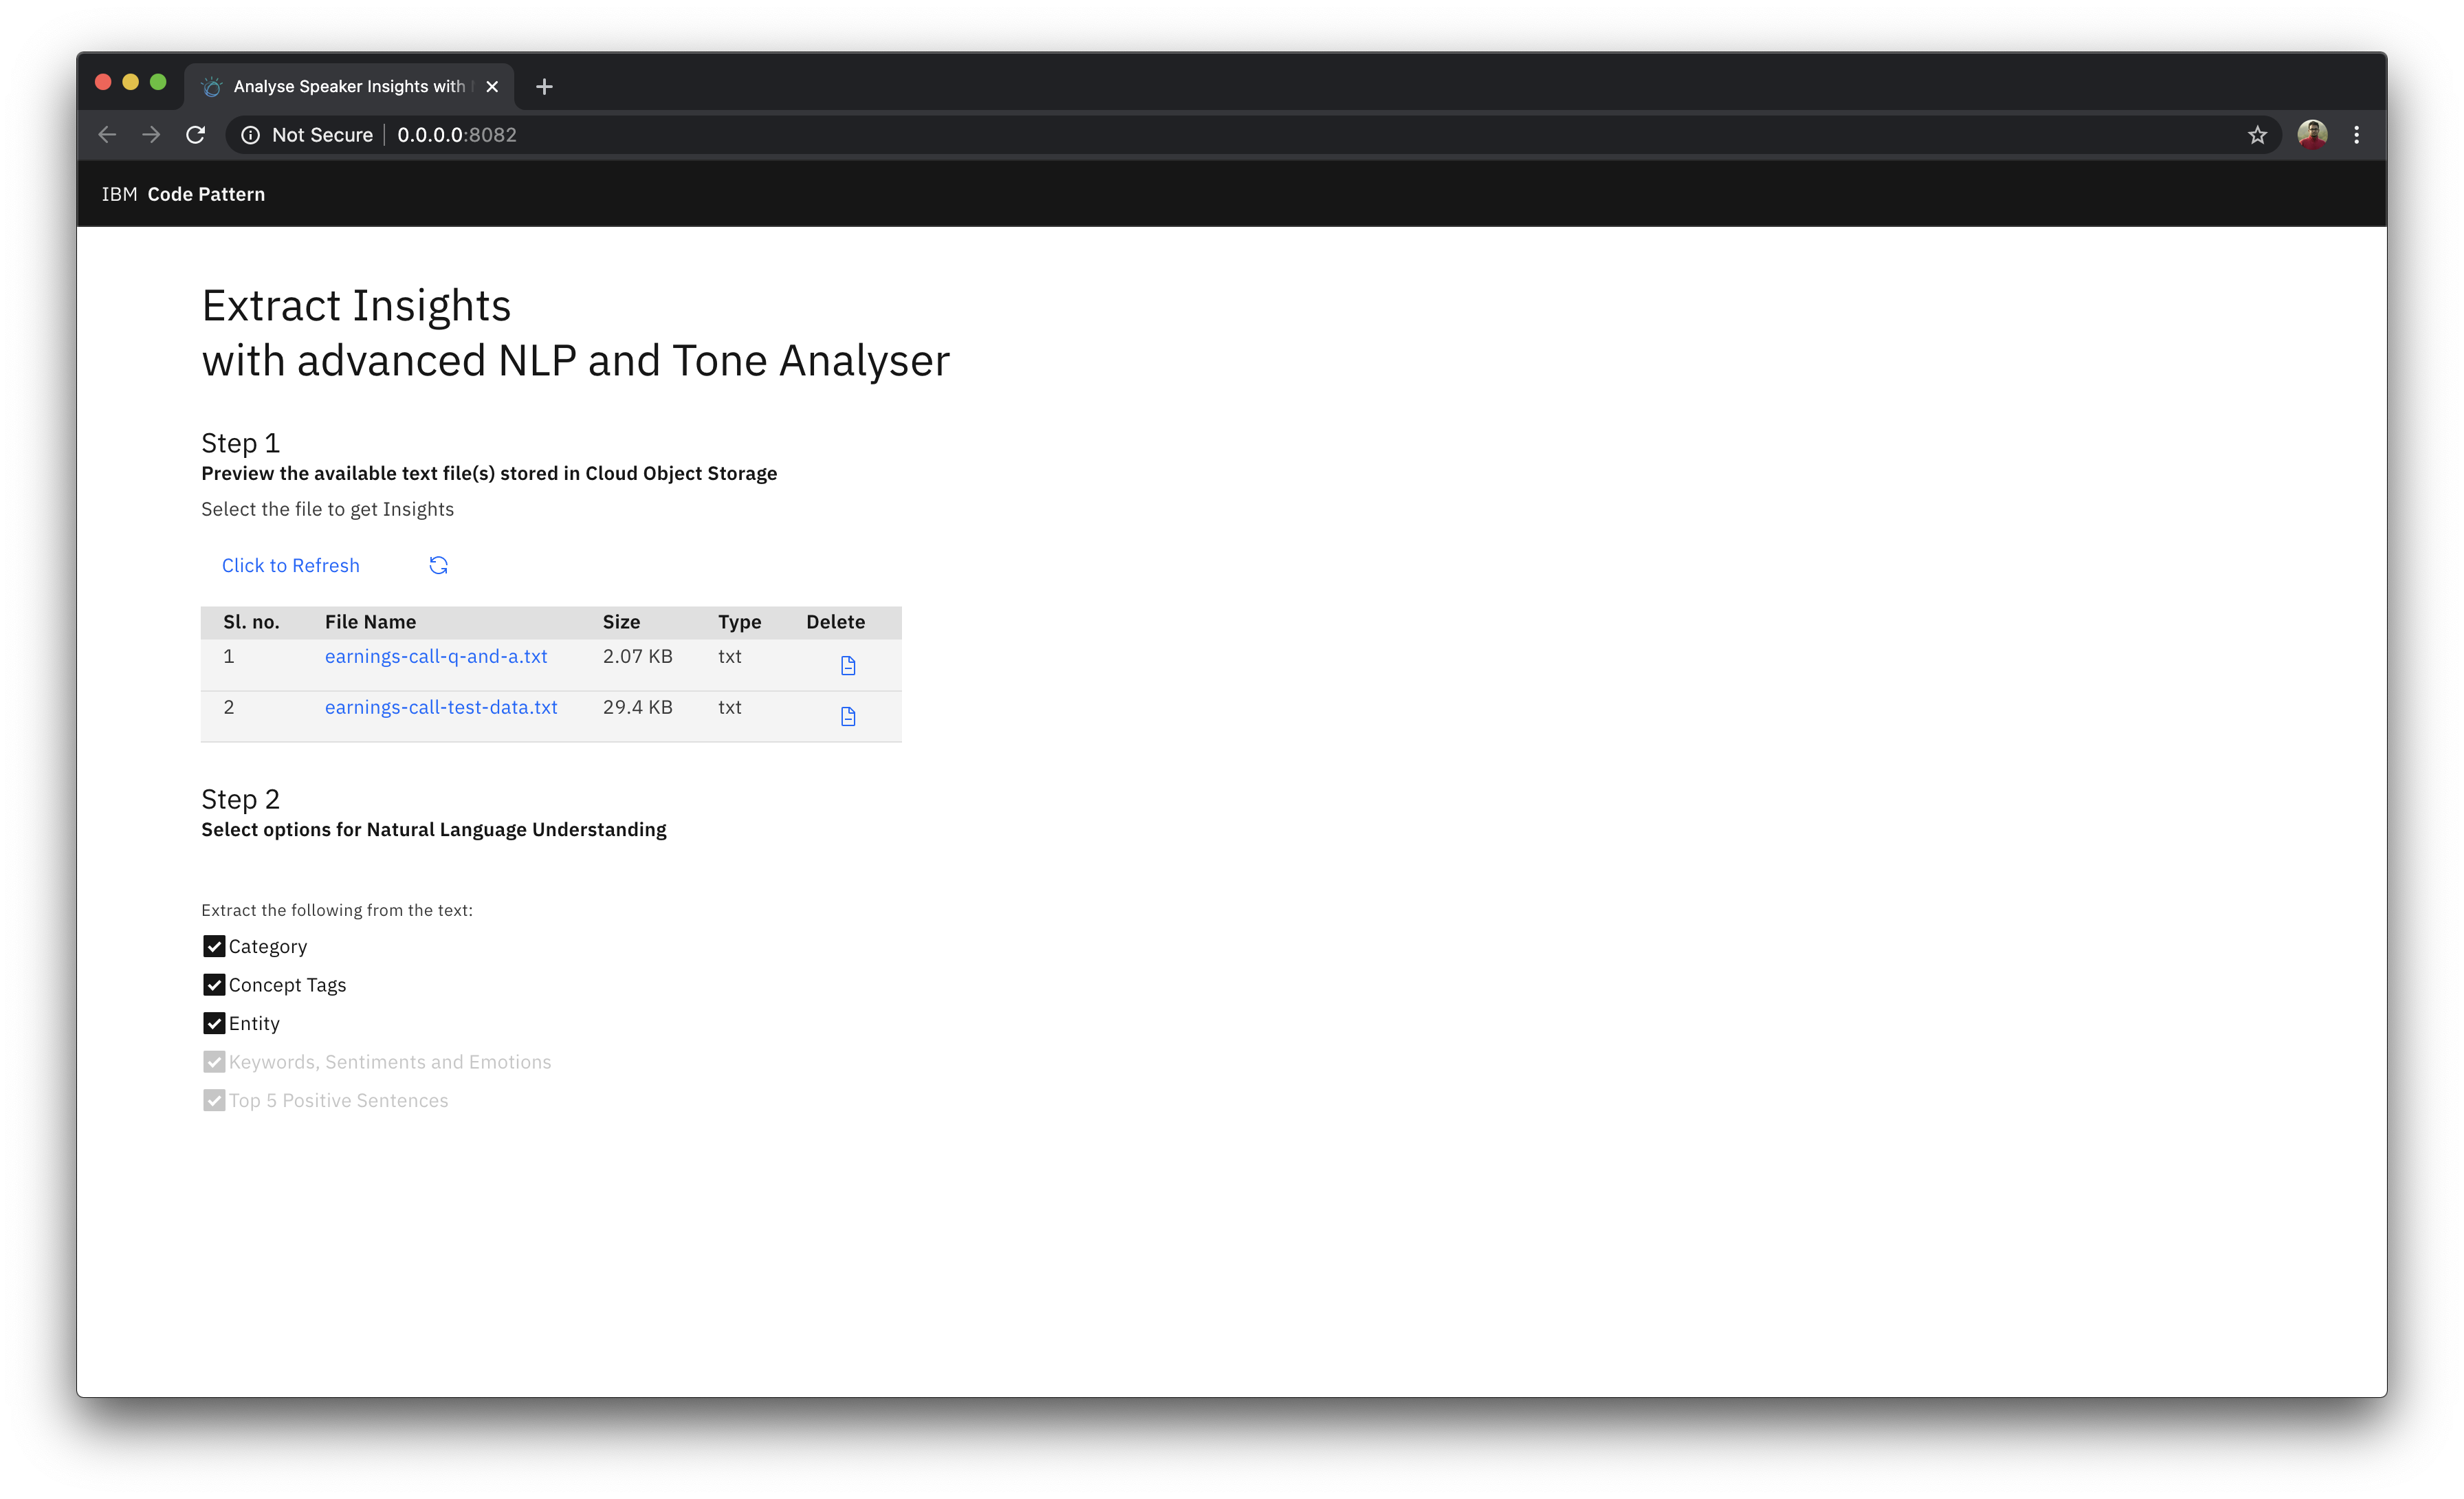 Analyse Speaker Insights with
Not Secure 0.0.0.0:8082
IBM Code Pattern
Extract Insights
with advanced NLP and Tone Analyser
Step 1
Preview the available text file(s) stored in Cloud Object Storage
Select the file to get Insights
Click to Refresh
Sl. no. File Name Size Type Delete
1 earnings-call-q-and-a.txt 2.07 KB txt
2 earnings-call-test-data.txt 29.4 KB txt
Step 2
Select options for Natural Language Understanding
Extract the following from the text:
Category
Concept Tags
Entity
Keywords, Sentiments and Emotions
Top 5 Positive Sentences